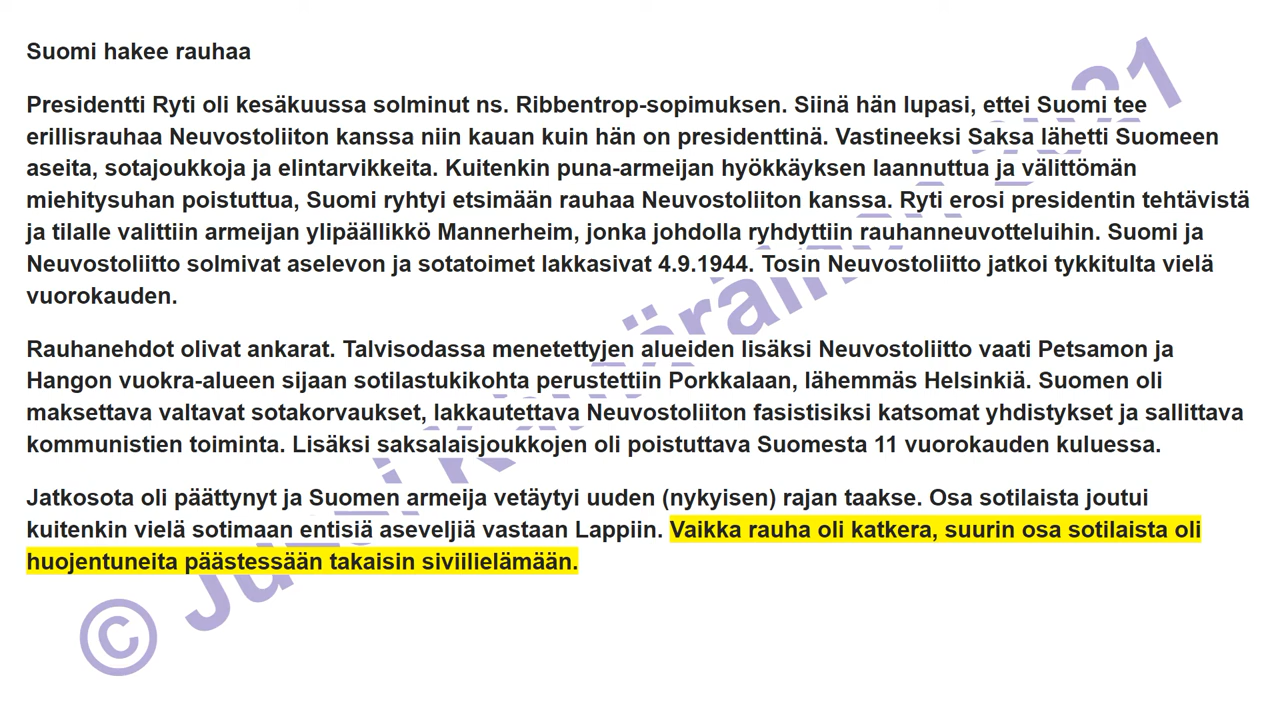 Suomi hakee rauhaa
Presidentti Ryti oli kesäkuussa solminut ns. Ribbentrop-sopimuksen. Siinä hän lupasi, ettei Suomi tee
erillisrauhaa Neuvostoliiton kanssa niin kauan kuin hän on presidenttinä. Vastineeksi Saksa lähetti Suomeen
aseita, sotajoukkoja ja elintarvikkeita. Kuitenkin puna-armeijan hyökkäyksen laannuttua ja välittömän
miehitysuhan poistuttua, Suomi ryhtyi etsimään rauhaa Neuvostoliiton kanssa. Ryti erosi presidentin tehtävistä
ja tilalle valittiin armeijan ylipäällikkö Mannerheim, jonka johdolla ryhdyttiin rauhanneuvotteluihin. Suomi ja
Neuvostoliitto solmivat aselevon ja sotatoimet lakkasivat 4.9.1944. Tosin Neuvostoliitto jatkoi tykkitulta vielä
vuorokauden.
Rauhanehdot olivat ankarat. Talvisodassa menetettyjen alueiden lisäksi Neuvostoliitto vaati Petsamon ja
Hangon vuokra-alueen sijaan sotilastukikohta perustettiin Porkkalaan, lähemmäs Helsinkiä. Suomen oli
maksettava valtavat sotakorvaukset, lakkautettava Neuvostoliiton fasistisiksi katsomat yhdistykset ja sallittava
kommunistien toiminta. Lisäksi saksalaisjoukkojen oli poistuttava Suomesta 11 vuorokauden kuluessa.
Jatkosota oli päättynyt ja Suomen armeija vetäytyi uuden (nykyisen) rajan taakse. Osa sotilaista joutui
kuitenkin vielä sotimaan entisiä aseveljiä vastaan Lappiin. Vaikka rauha oli katkera, suurin osa sotilaista oli
huojentuneita päästessään takaisin siviilielämään.
©